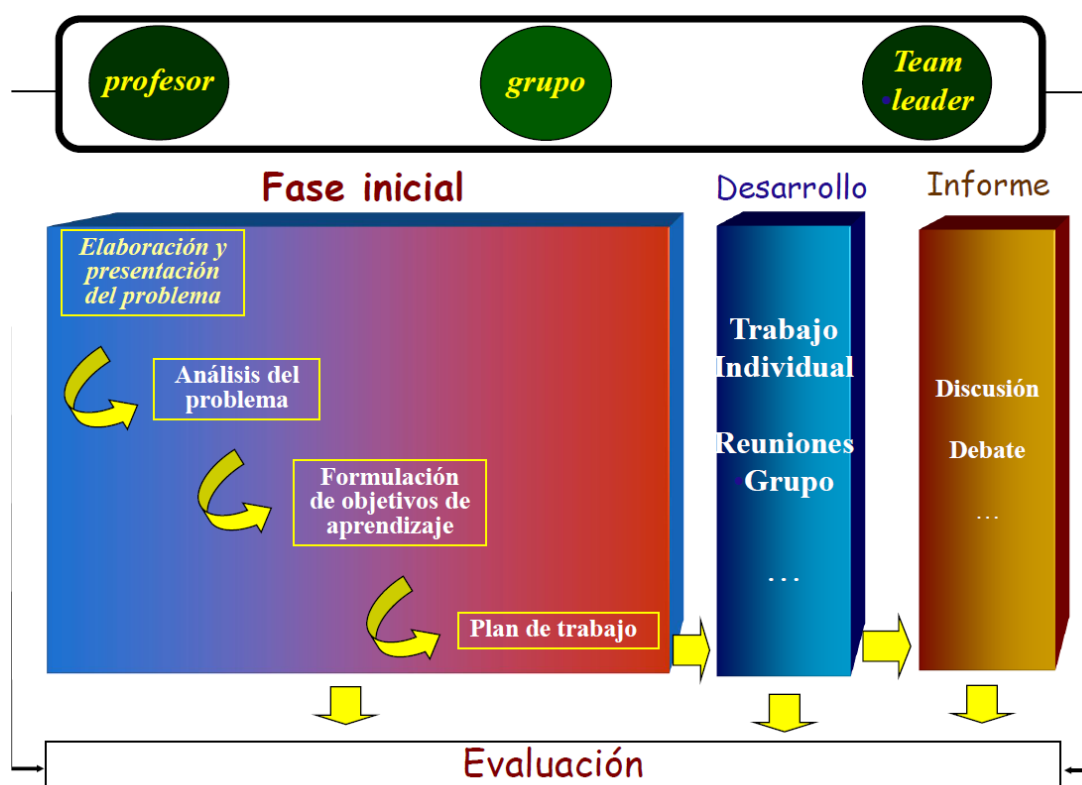 profesor
grupo
Team
•leader
Fase inicial
Desarrollo
Informe
Elaboración y
presentación
del problema
Análisis del
problema
Formulación
de objetivos de
aprendizaje
Plan de trabajo
Trabajo
Individual
Reuniones
•Grupo
...
Discusión
Debate
...
Evaluación